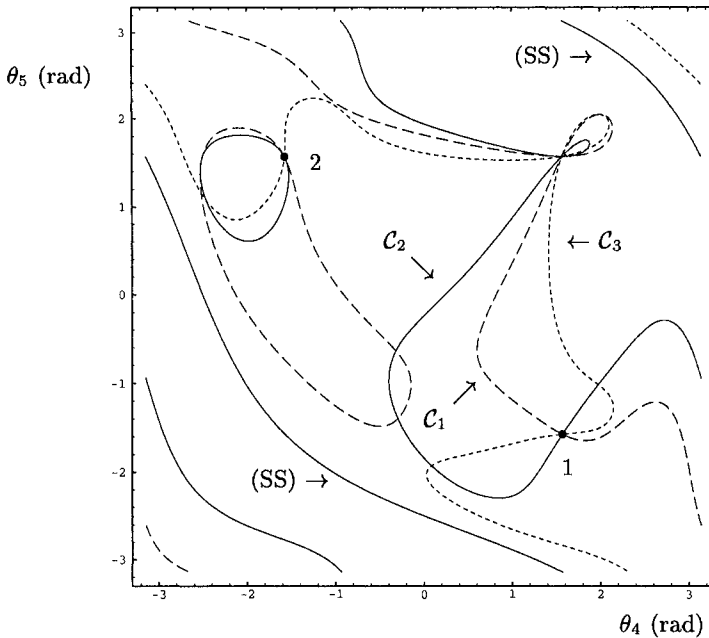 θ₅ (rad)
3
2
1
0
-1
-2
-3
(SS) →
2
C₂
← C₃
C₁
1
(SS) →
-3
-2
-1
0
1
2
3
θ₄ (rad)